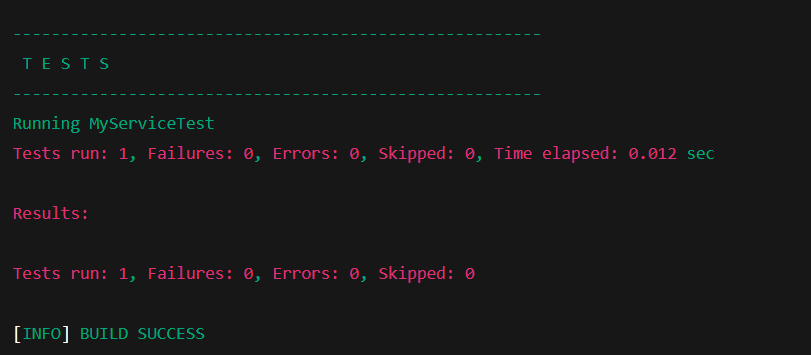 -------------------------------------------------------
T E S T S
-------------------------------------------------------
Running MyServiceTest
Tests run: 1, Failures: 0, Errors: 0, Skipped: 0, Time elapsed: 0.012 sec
Results:
Tests run: 1, Failures: 0, Errors: 0, Skipped: 0
[INFO] BUILD SUCCESS